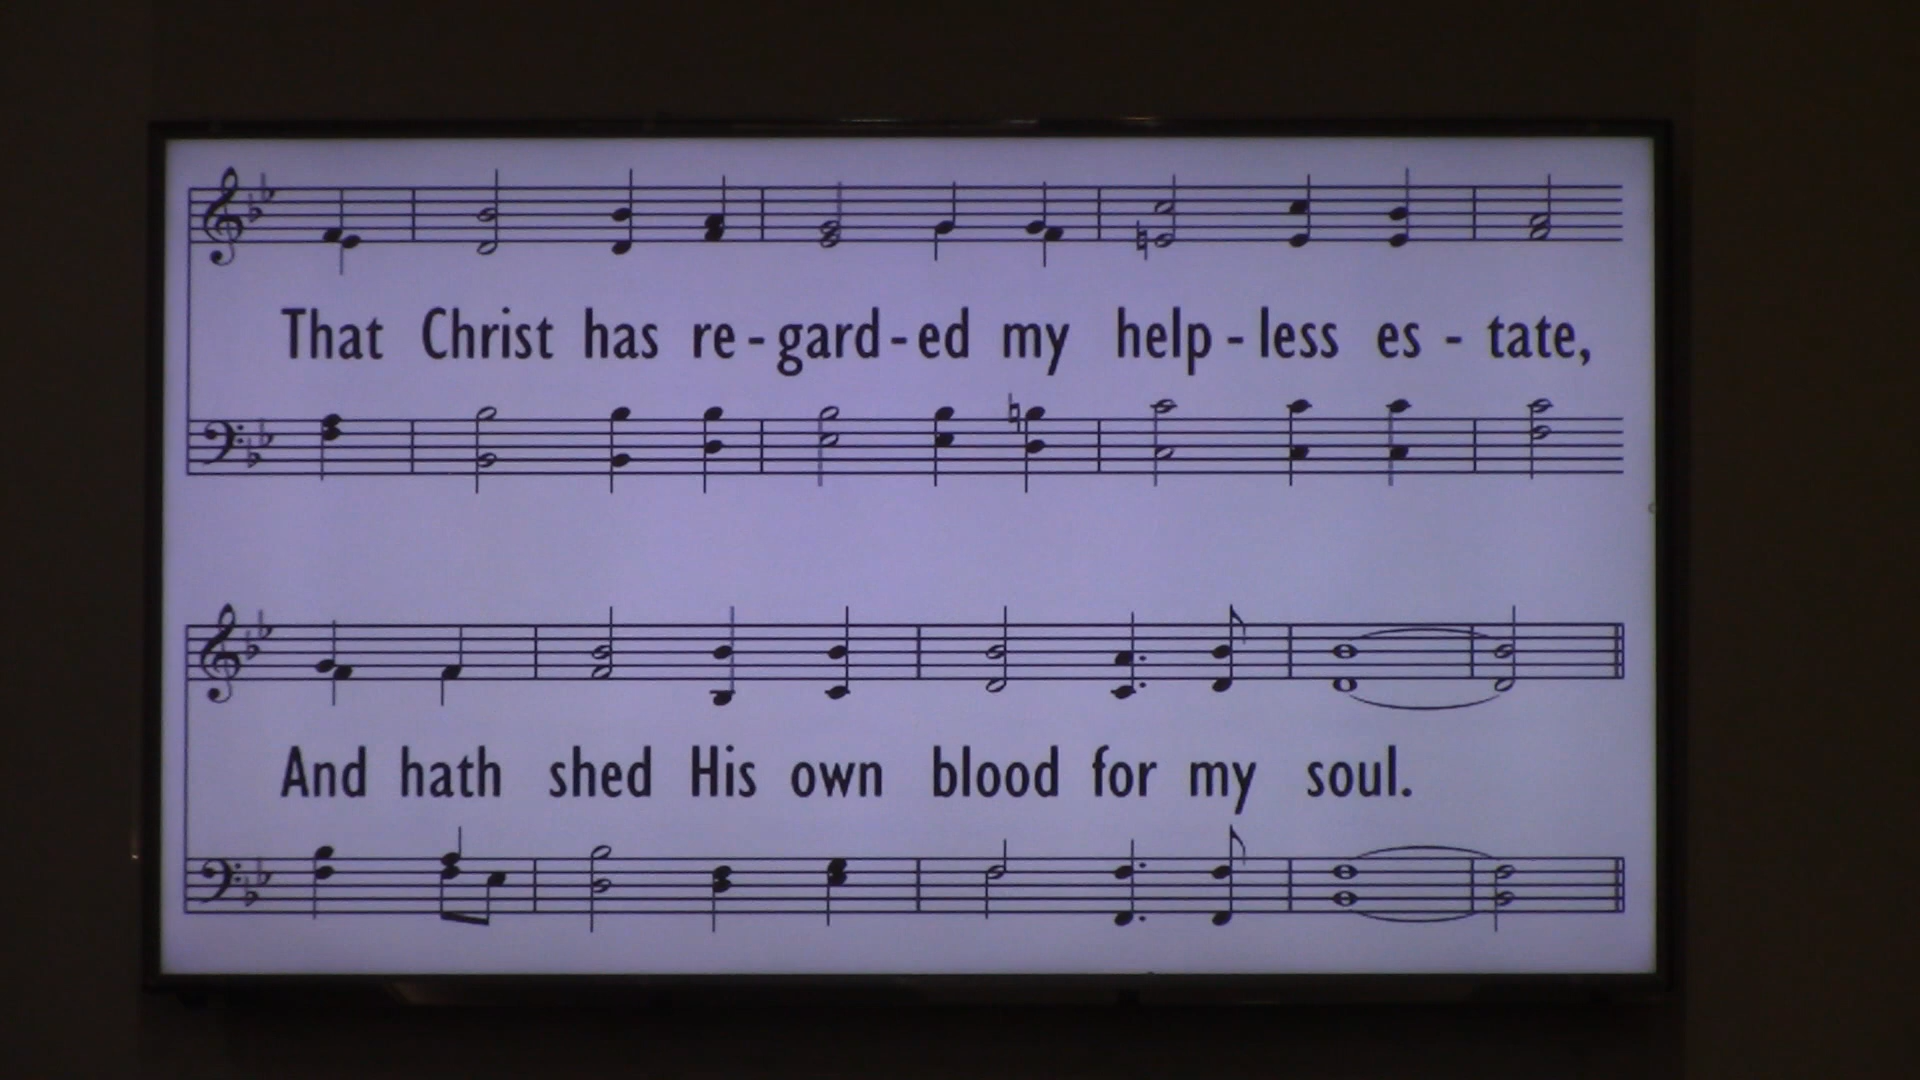 That Christ has re-gard-ed my help-less es-tate,
And hath shed His own blood for my soul.